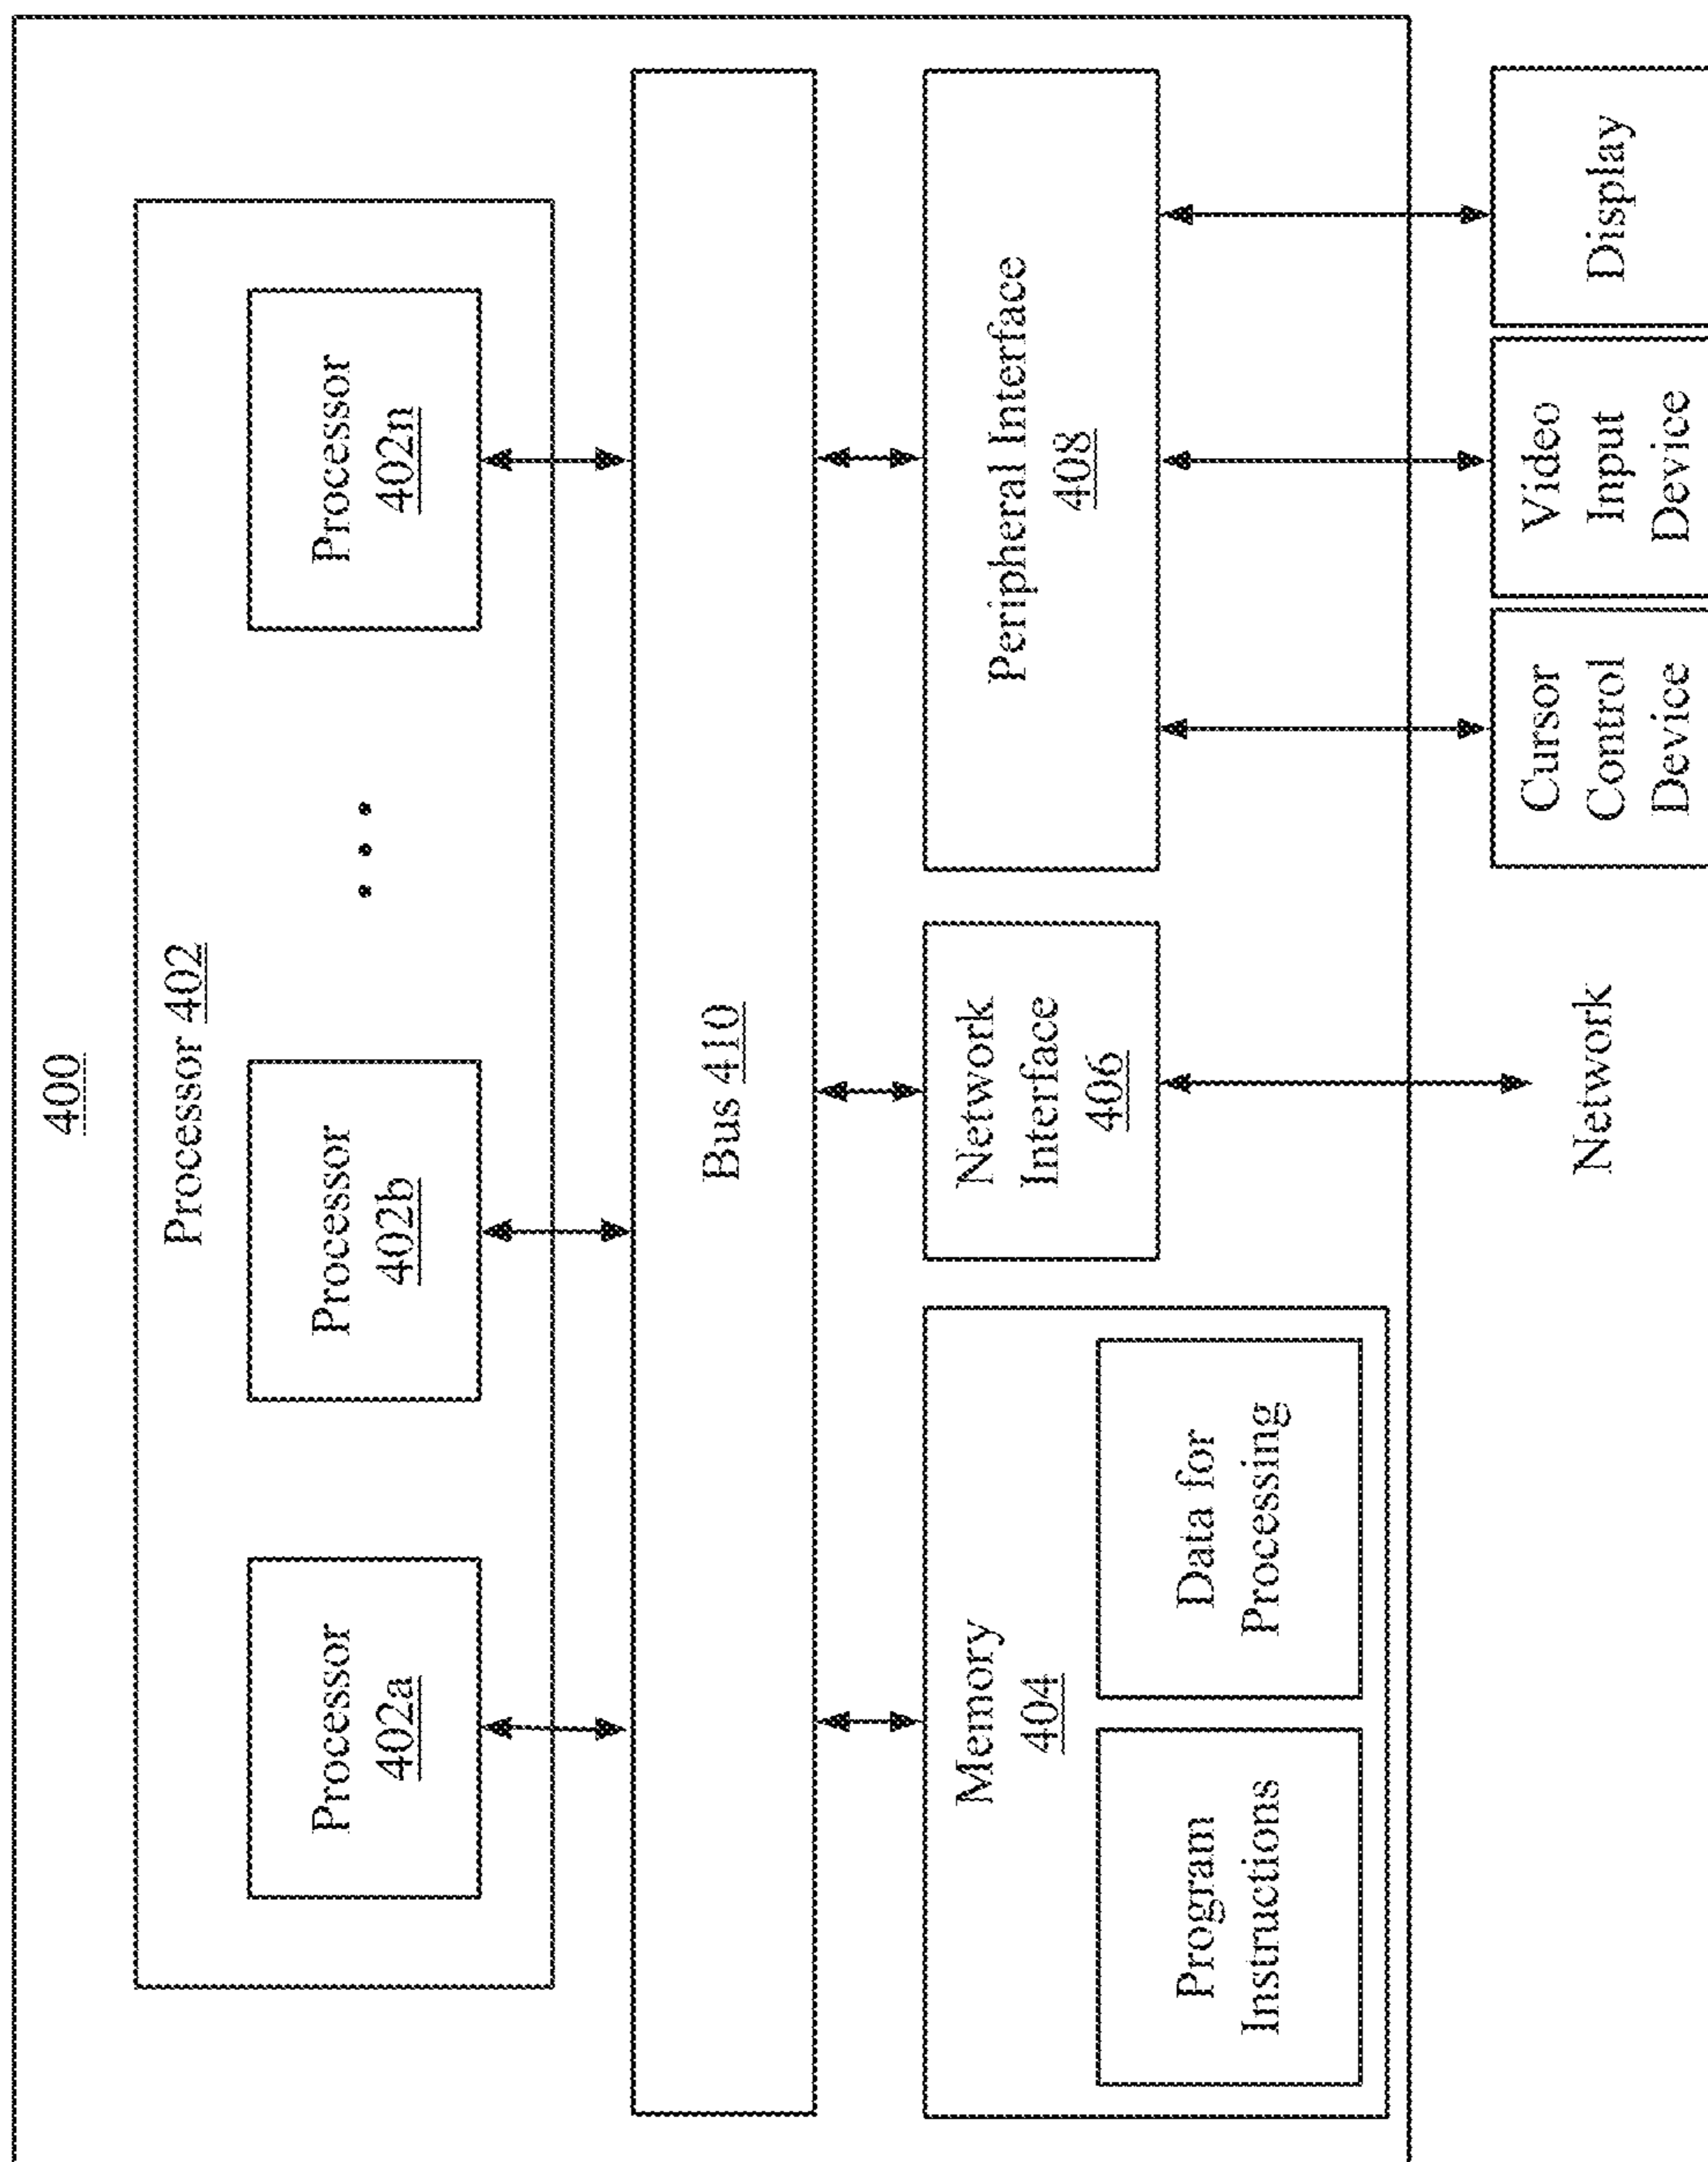 400
Processor 402
Processor
402a
Processor
402b
Processor
402n
Bus 410
Memory
404
Program
Instructions
Data for
Processing
Network
Interface
406
Peripheral Interface
408
Network
Cursor
Control
Device
Video
Input
Device
Display